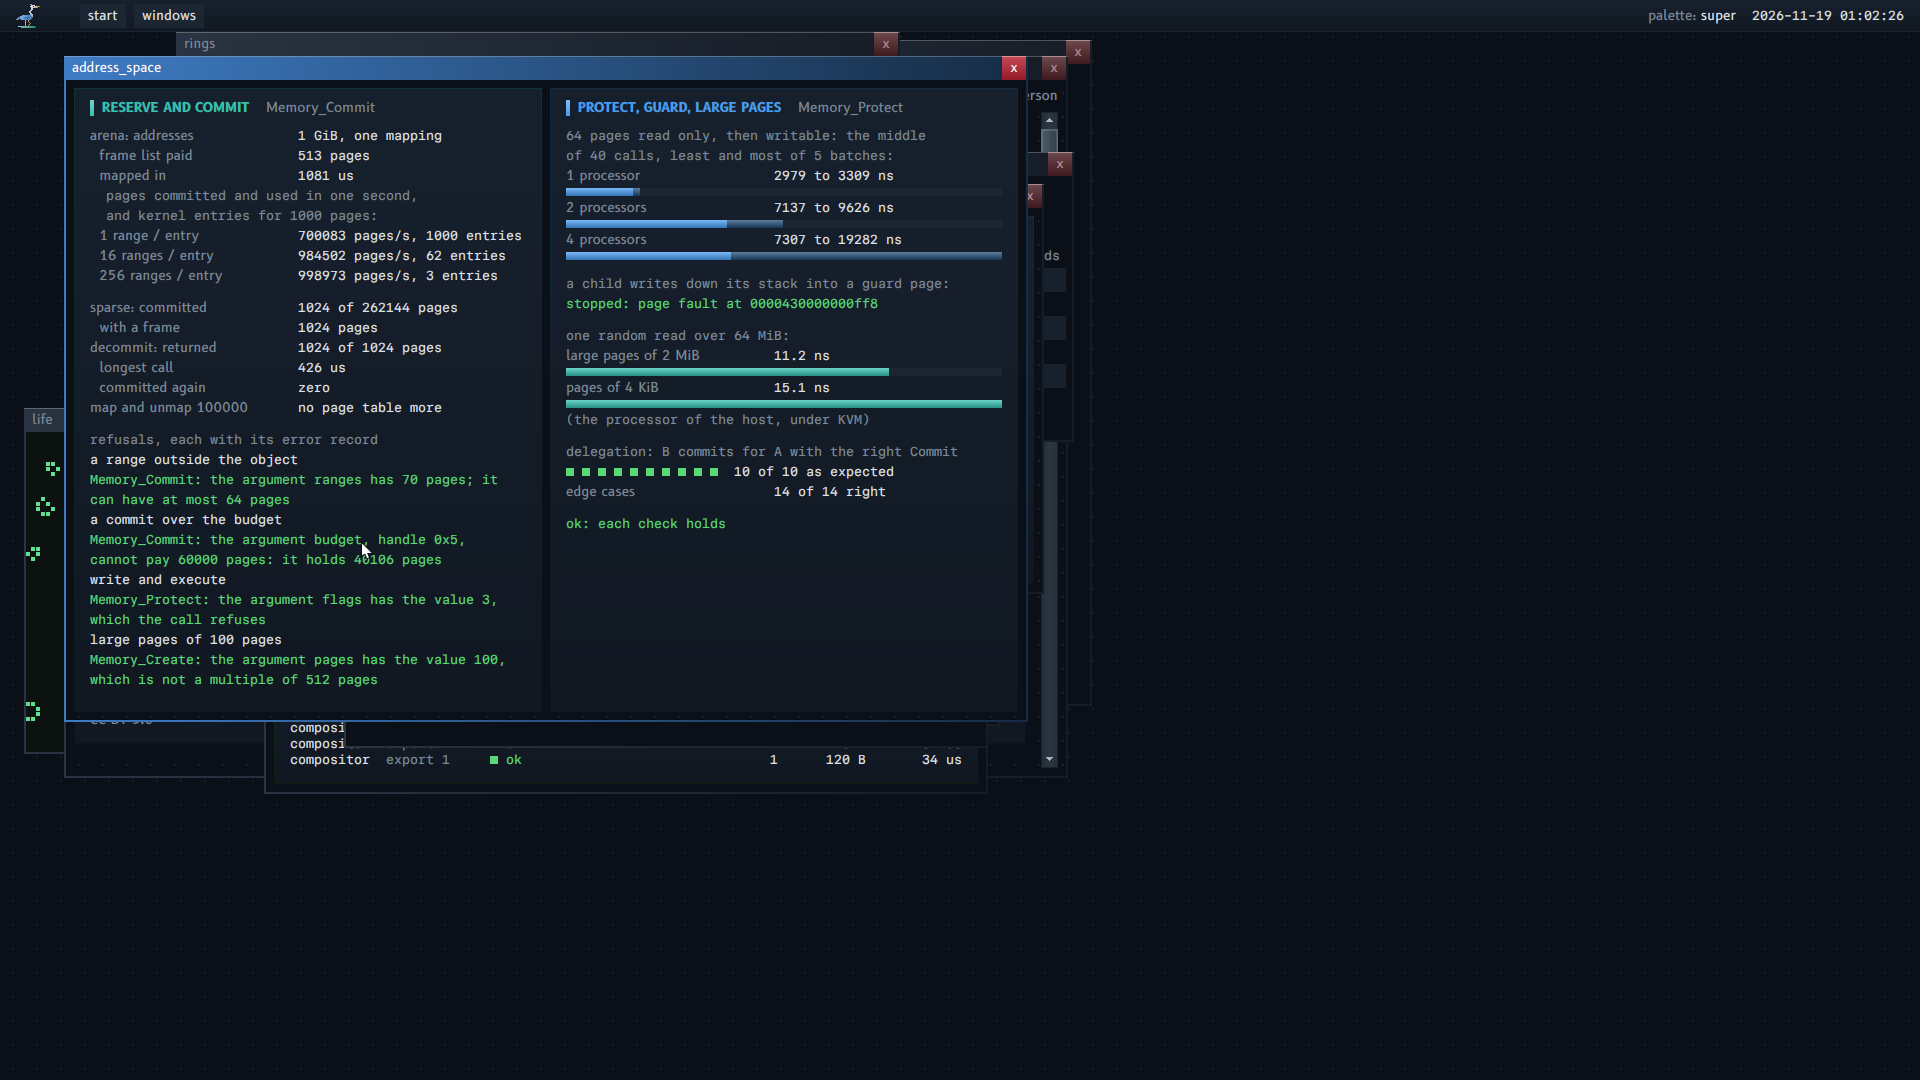 start windows palette: super 2026-11-19 01:02:26
rings x
x
address_space x
x
RESERVE AND COMMIT Memory_Commit
arena: addresses 1 GiB, one mapping
frame list paid 513 pages
mapped in 1081 us
pages committed and used in one second,
and kernel entries for 1000 pages:
1 range / entry 700083 pages/s, 1000 entries
16 ranges / entry 984502 pages/s, 62 entries
256 ranges / entry 998973 pages/s, 3 entries
sparse: committed 1024 of 262144 pages
with a frame 1024 pages
decommit: returned 1024 of 1024 pages
longest call 426 us
committed again zero
map and unmap 100000 no page table more
refusals, each with its error record
a range outside the object
Memory_Commit: the argument ranges has 70 pages; it
can have at most 64 pages
a commit over the budget
Memory_Commit: the argument budget, handle 0x5,
cannot pay 60000 pages: it holds 40106 pages
write and execute
Memory_Protect: the argument flags has the value 3,
which the call refuses
large pages of 100 pages
Memory_Create: the argument pages has the value 100,
which is not a multiple of 512 pages
PROTECT, GUARD, LARGE PAGES Memory_Protect
64 pages read only, then writable: the middle
of 40 calls, least and most of 5 batches:
1 processor 2979 to 3309 ns
2 processors 7137 to 9626 ns
4 processors 7307 to 19282 ns
a child writes down its stack into a guard page:
stopped: page fault at 0000430000000ff8
one random read over 64 MiB:
large pages of 2 MiB 11.2 ns
pages of 4 KiB 15.1 ns
(the processor of the host, under KVM)
delegation: B commits for A with the right Commit
10 of 10 as expected
edge cases 14 of 14 right
ok: each check holds
erson
x
x
ds
life
composi
composi
compositor export 1 ok 1 120 B 34 us